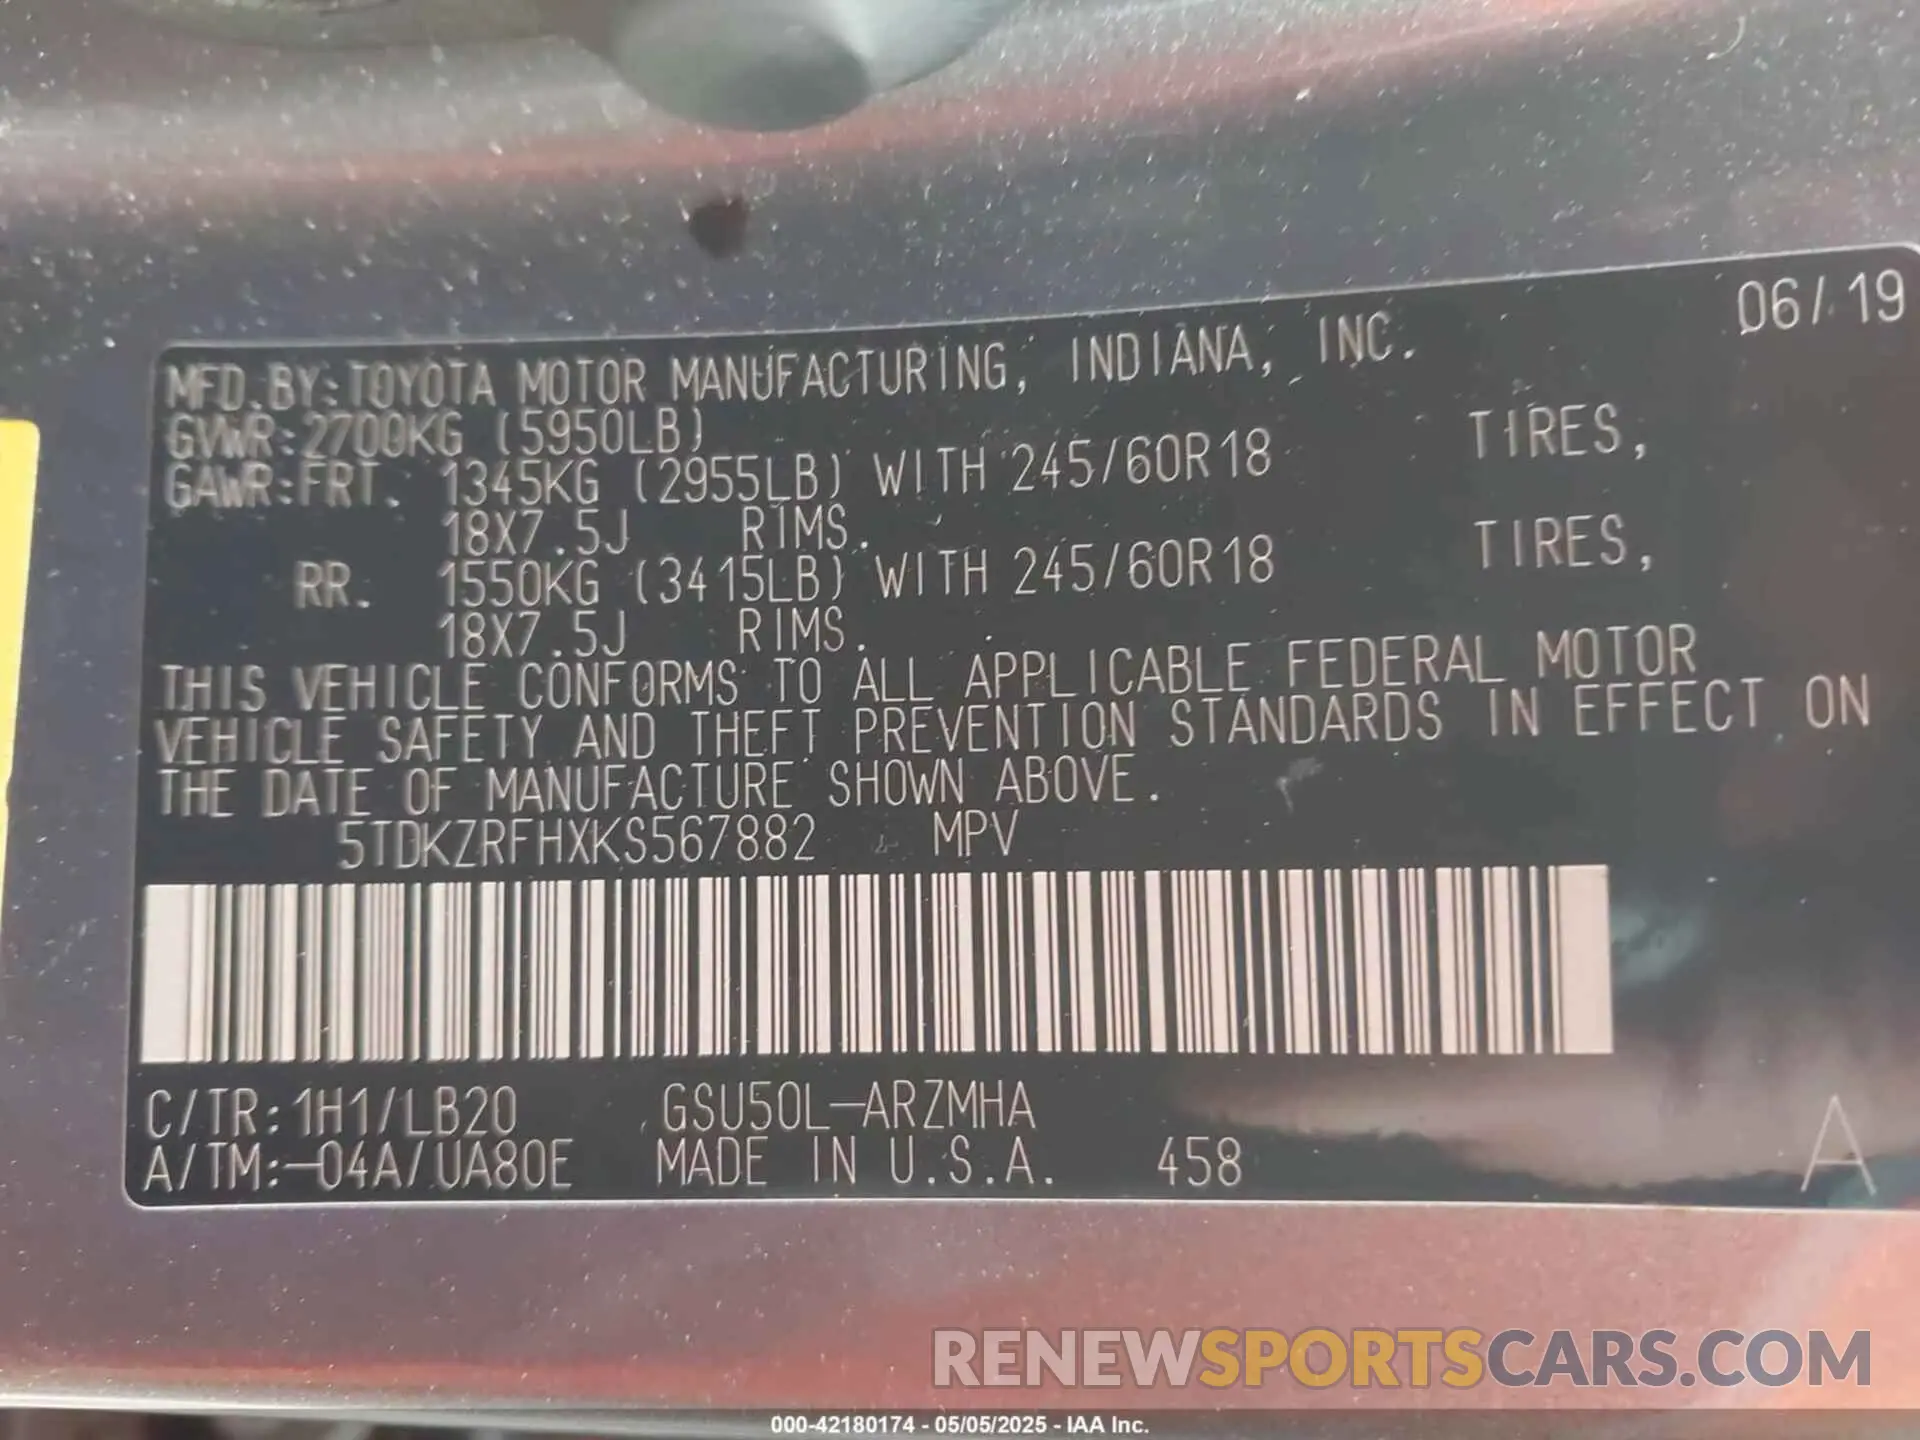 06/19
MFD.BY:TOYOTA MOTOR MANUFACTURING, INDIANA, INC.
GVWR:2700KG (5950LB)
GAWR:FRT. 1345KG (2955LB) WITH 245/60R18 TIRES,
18X7.5J RIMS.
RR. 1550KG (3415LB) WITH 245/60R18 TIRES,
18X7.5J RIMS.
THIS VEHICLE CONFORMS TO ALL APPLICABLE FEDERAL MOTOR
VEHICLE SAFETY AND THEFT PREVENTION STANDARDS IN EFFECT ON
THE DATE OF MANUFACTURE SHOWN ABOVE.
5TDKZRFHXKS567882 MPV
C/TR:1H1/LB20 GSU50L-ARZMHA
A/TM:-04A/UA80E MADE IN U.S.A. 458 A
RENEWSPORTSCARS.COM
000-42180174 - 05/05/2025 - IAA Inc.